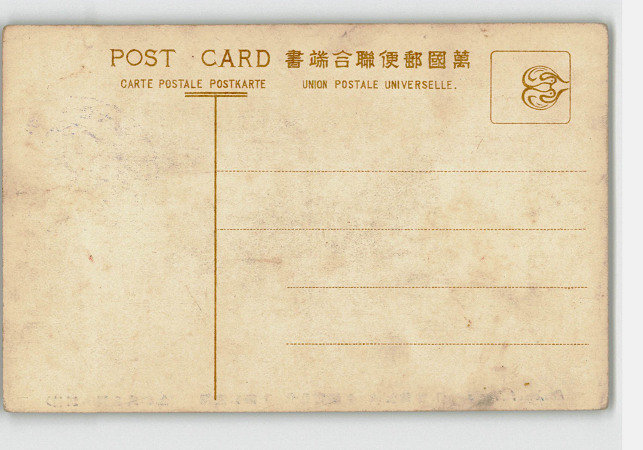 POST CARD 萬國郵便聯合端書
CARTE POSTALE POSTKARTE UNION POSTALE UNIVERSELLE.